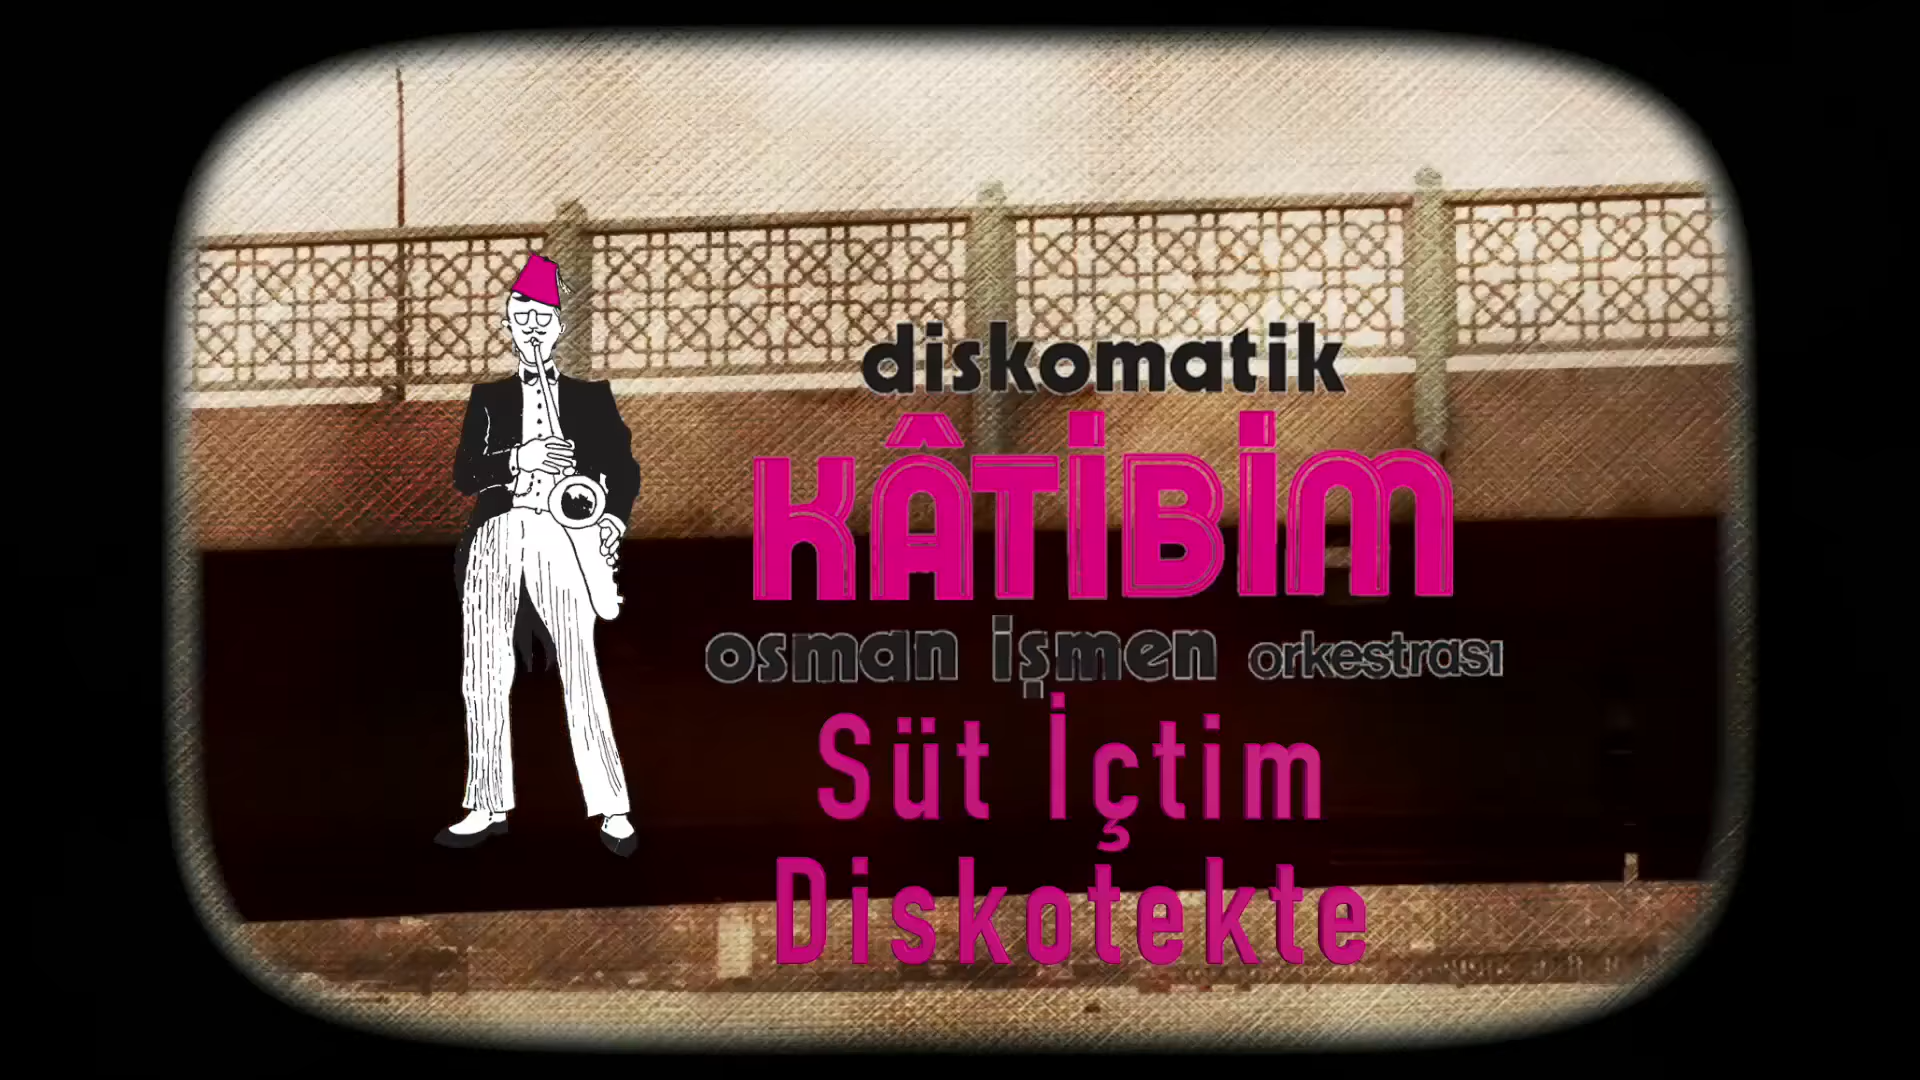 diskomatik
KÂTİBİM
osman işmen orkestrası
Süt İçtim
Diskotekte